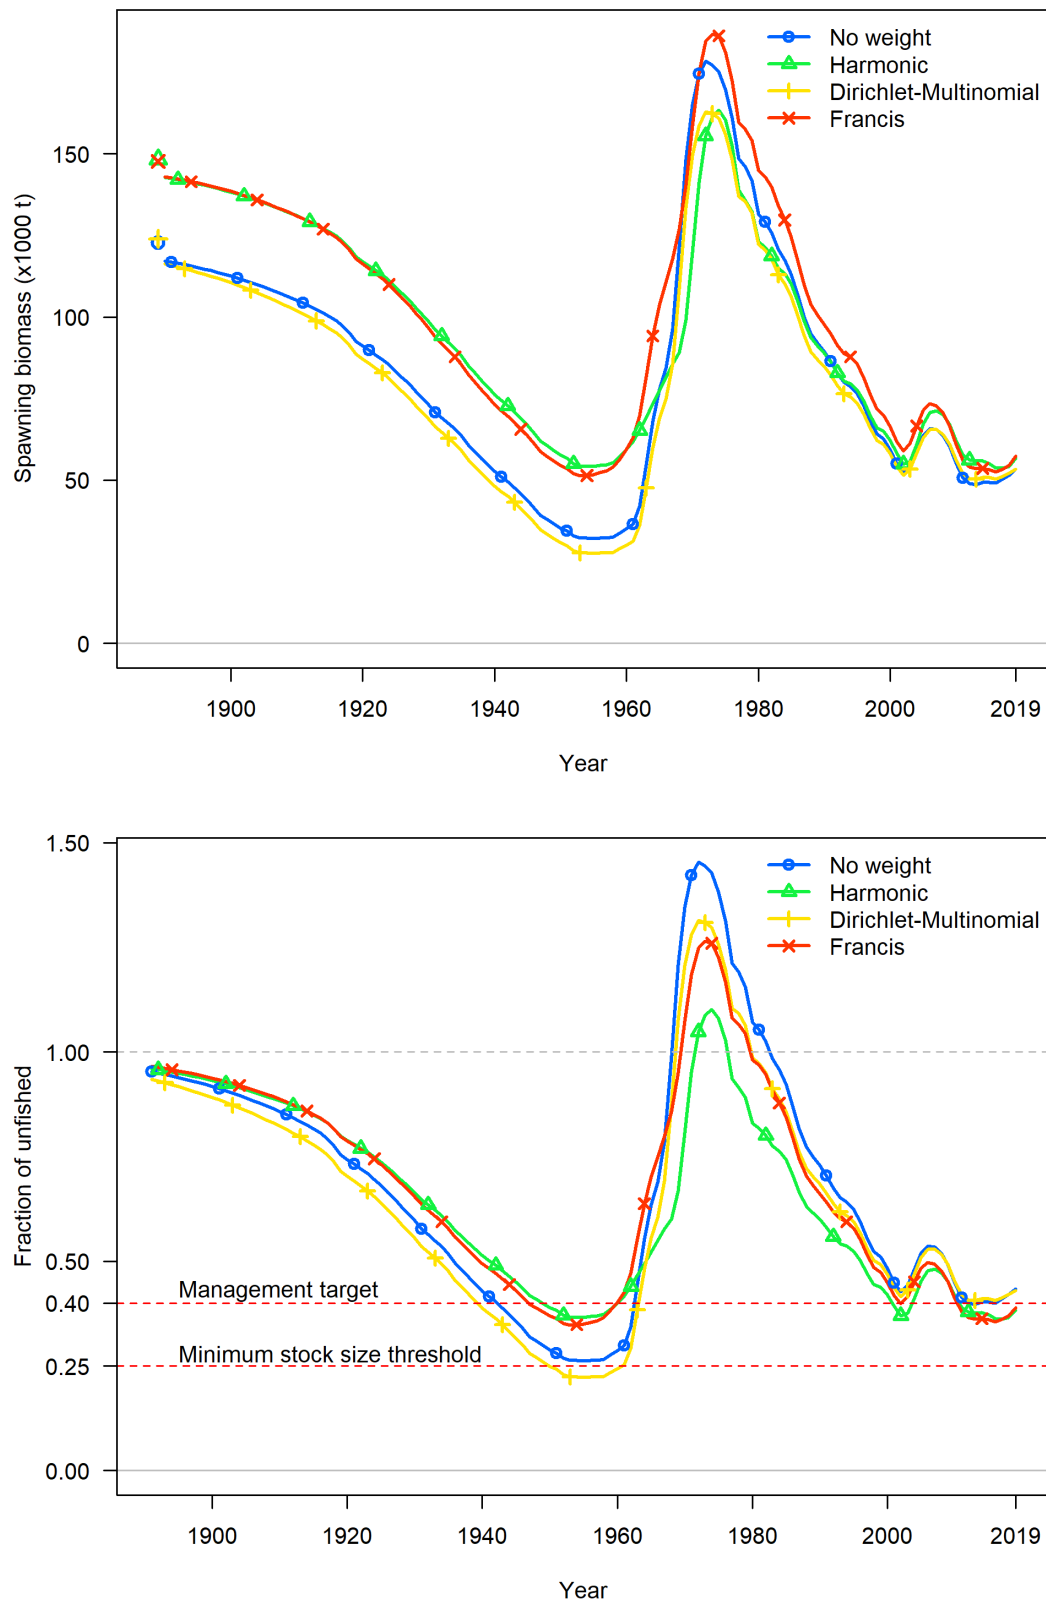 No weight
Harmonic
Dirichlet-Multinomial
Francis
Spawning biomass (x1000 t)
150
100
50
0
1900 1920 1940 1960 1980 2000 2019
Year
No weight
Harmonic
Dirichlet-Multinomial
Francis
Fraction of unfished
1.50
1.00
0.50
0.40
0.25
0.00
Management target
Minimum stock size threshold
1900 1920 1940 1960 1980 2000 2019
Year